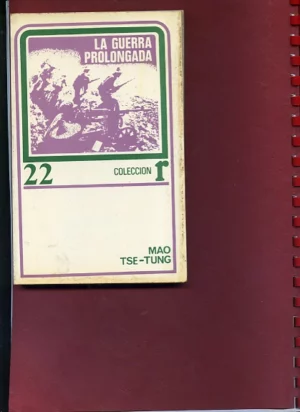 LA GUERRA
PROLONGADA
22
COLECCION r
MAO
TSE-TUNG